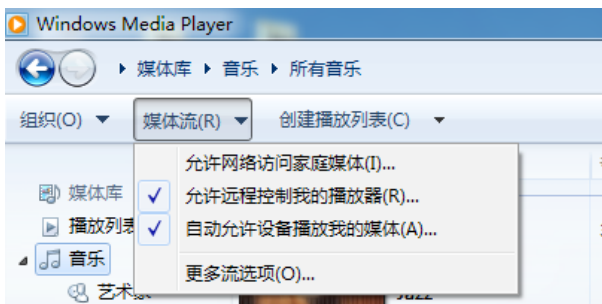 Windows Media Player
媒体库 音乐 所有音乐
组织(O) 媒体流(R) 创建播放列表(C)
允许网络访问家庭媒体(I)...
媒体库 允许远程控制我的播放器(R)...
播放列表 自动允许设备播放我的媒体(A)...
音乐
更多流选项(O)...
艺术家